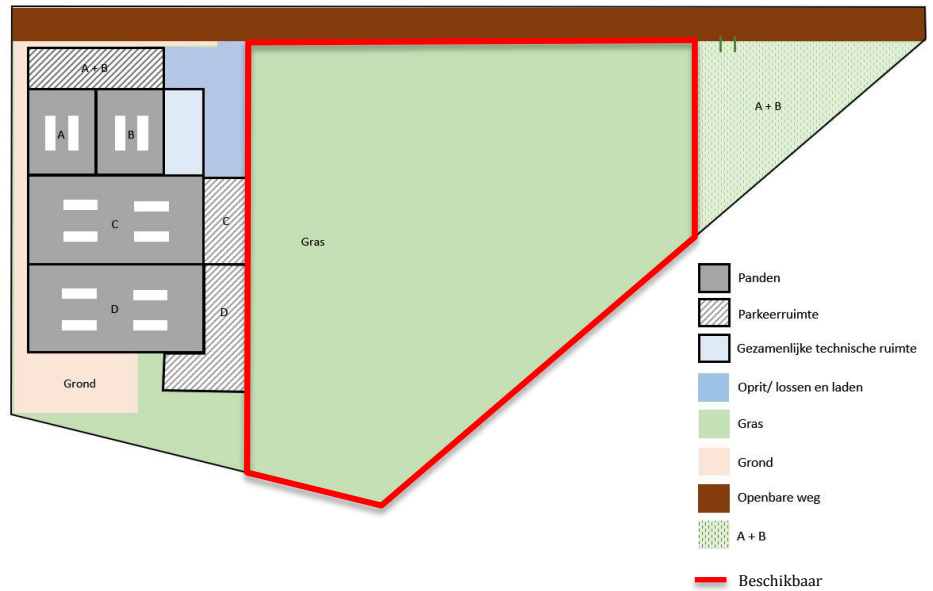 A + B
A
B
A + B
C
C
Gras
D
D
Grond
Panden
Parkeerruimte
Gezamenlijke technische ruimte
Oprit/ lossen en laden
Gras
Grond
Openbare weg
A + B
Beschikbaar